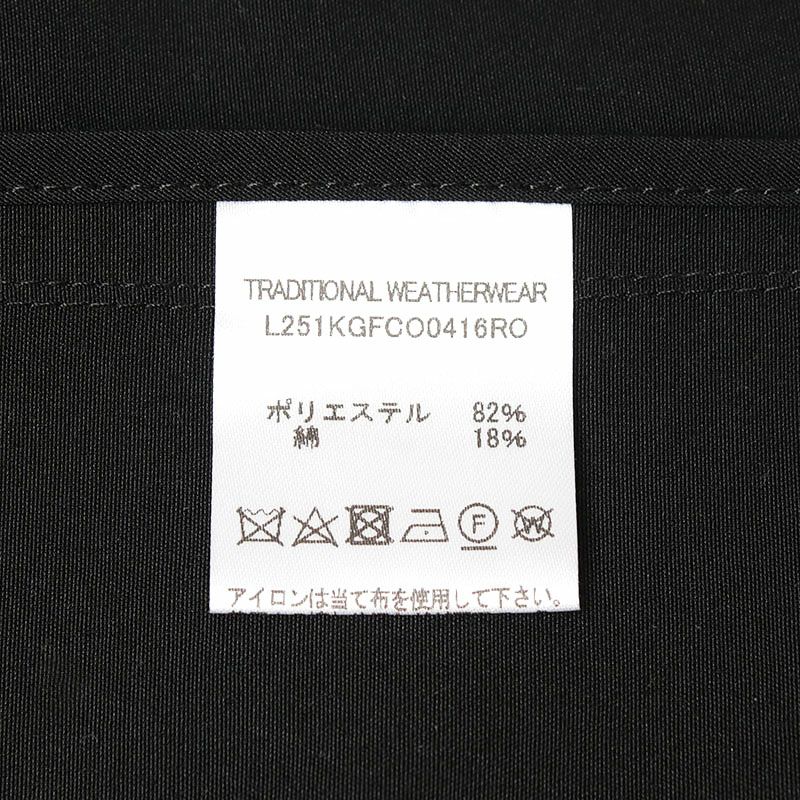 TRADITIONAL WEATHERWEAR
L251KGFCO0416RO
ポリエステル 82%
綿 18%
F
W
アイロンは当て布を使用して下さい。